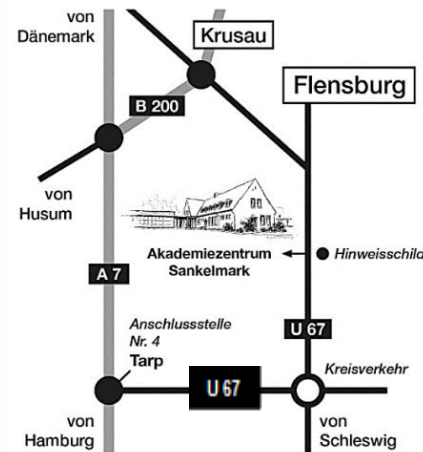 von
Dänemark
Krusau
Flensburg
B 200
von
Husum
Akademiezentrum
Sankelmark
Hinweisschild
A 7
U 67
Anschlussstelle
Nr. 4
Tarp
U 67
Kreisverkehr
von
Hamburg
von
Schleswig